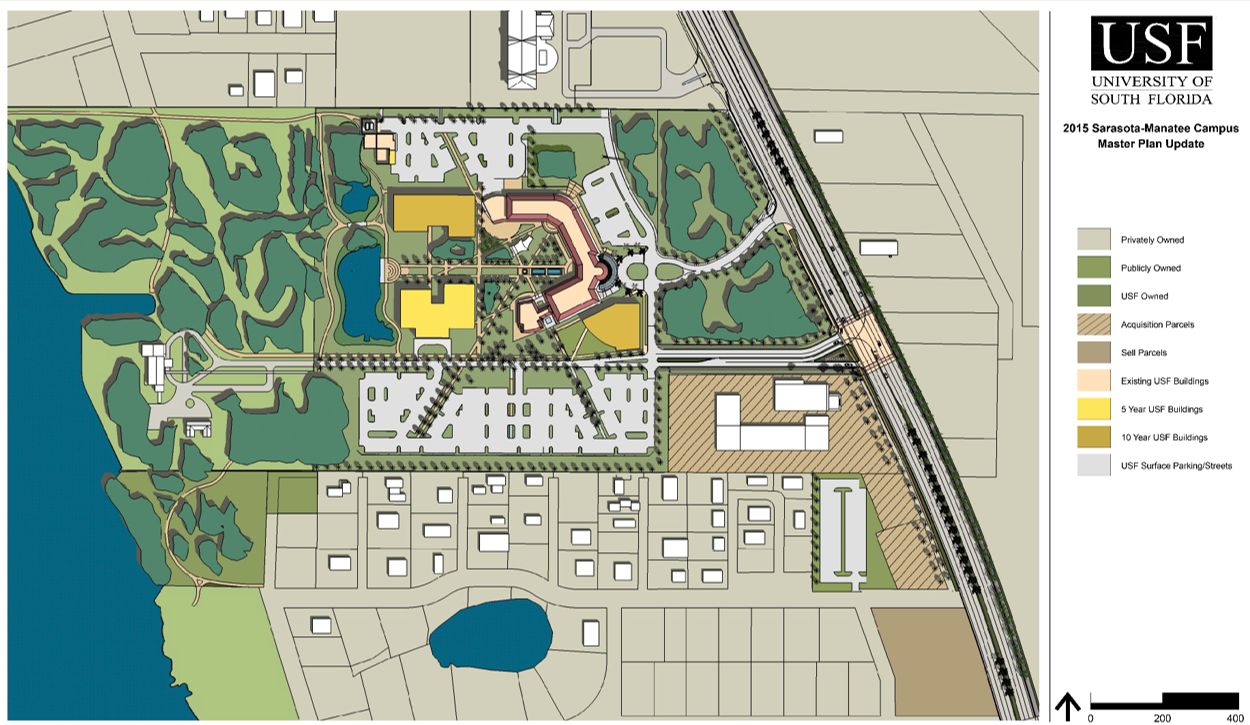 USF
UNIVERSITY OF
SOUTH FLORIDA
2015 Sarasota-Manatee Campus
Master Plan Update
Privately Owned
Publicly Owned
USF Owned
Acquisition Parcels
Sell Parcels
Existing USF Buildings
5 Year USF Buildings
10 Year USF Buildings
USF Surface Parking/Streets
0 200 400